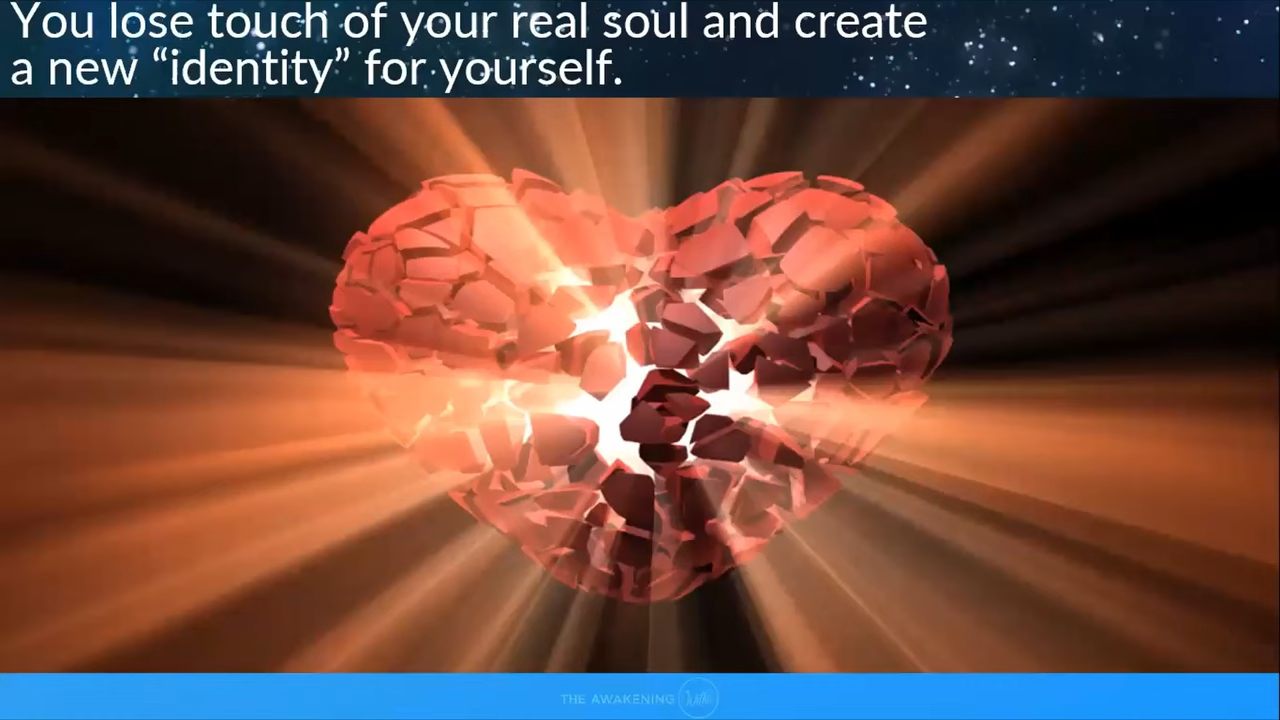 You lose touch of your real soul and create
a new “identity” for yourself.
THE AWAKENING